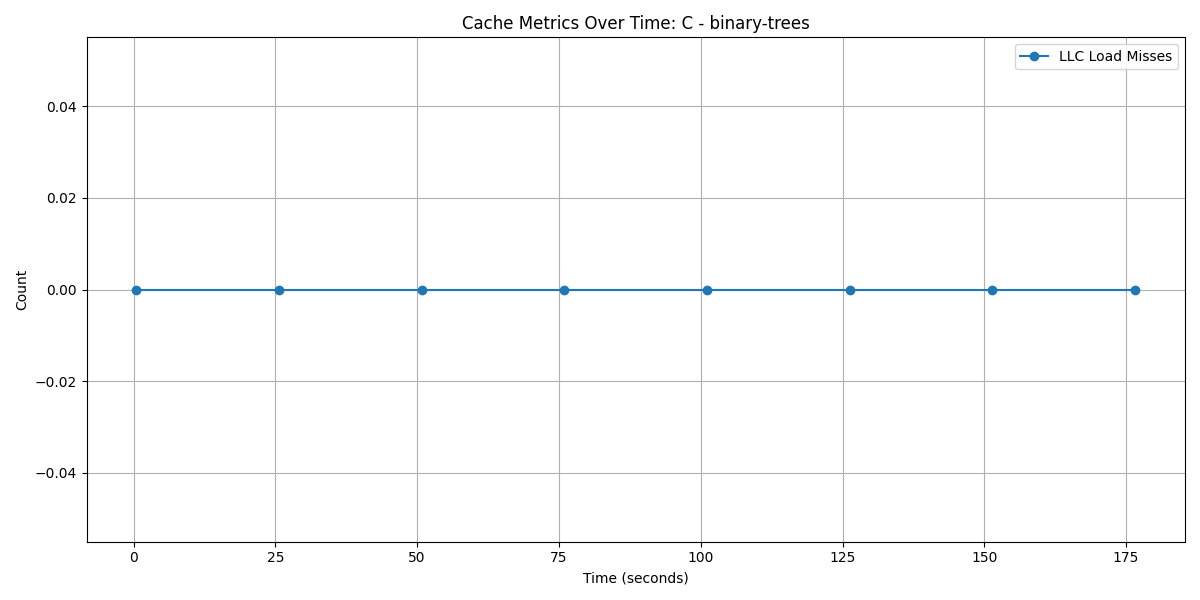 Cache Metrics Over Time: C - binary-trees
LLC Load Misses
Count
0.04
0.02
0.00
−0.02
−0.04
0 25 50 75 100 125 150 175
Time (seconds)